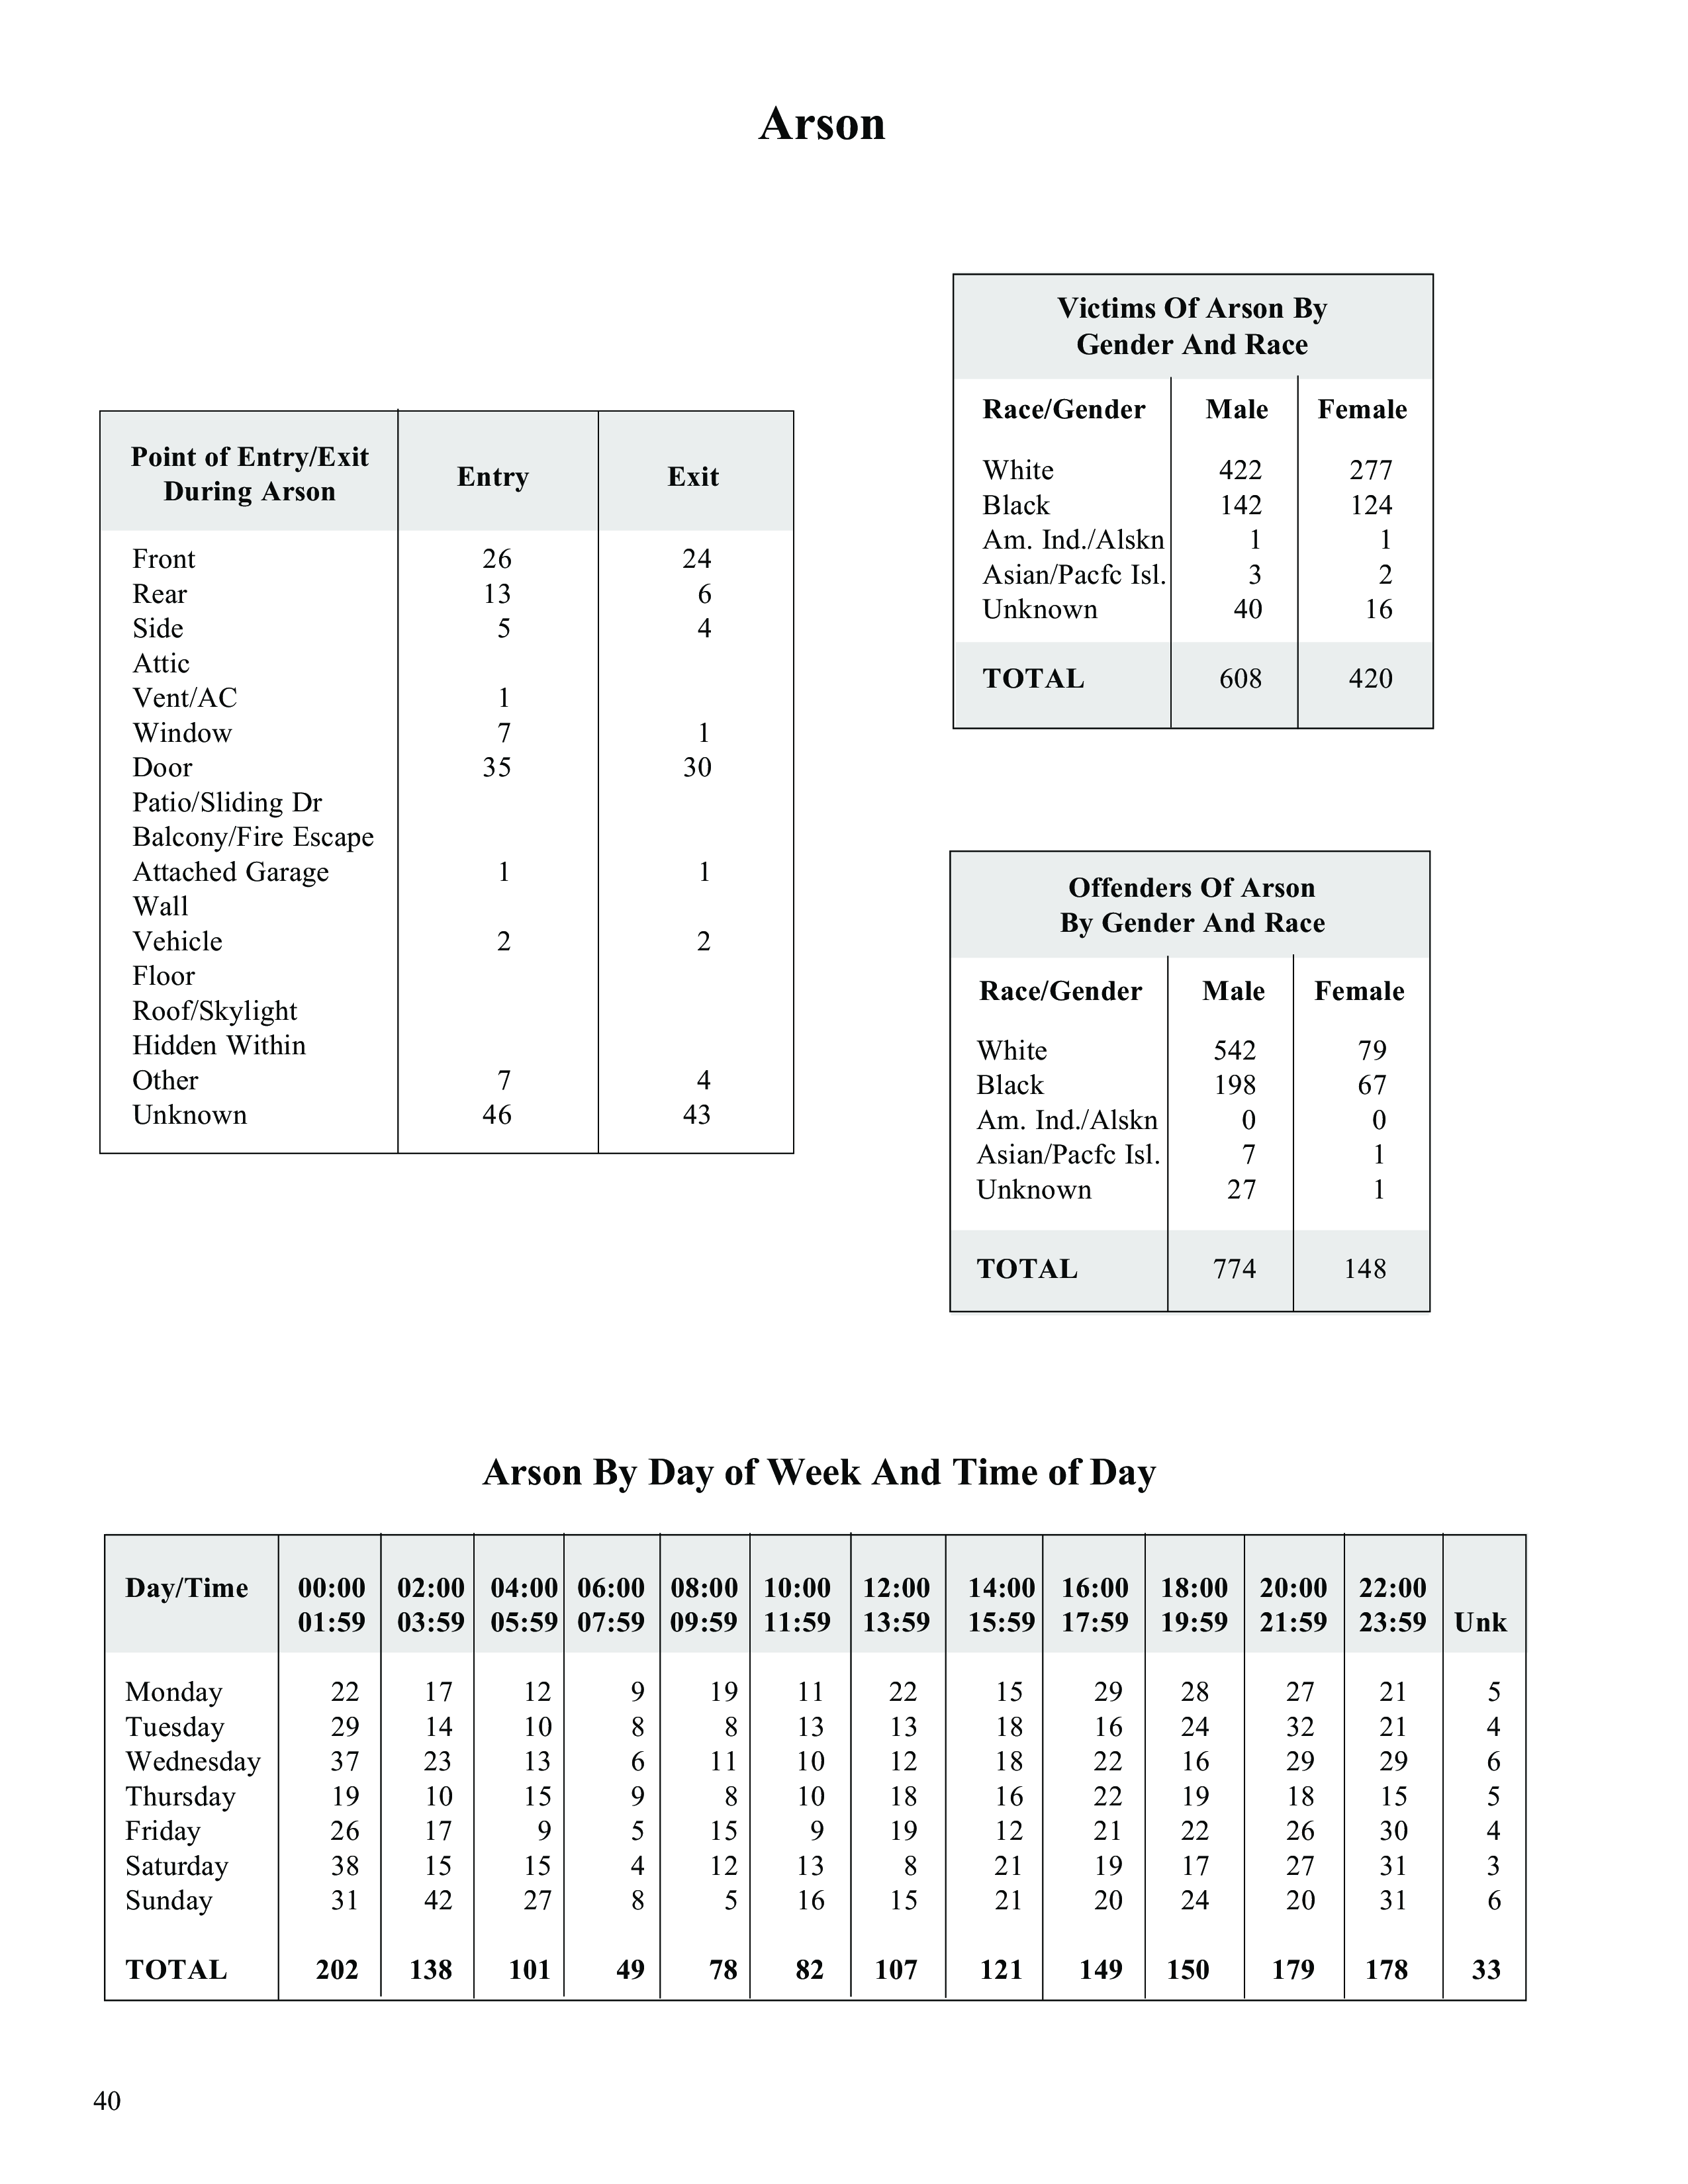 Arson
Point of Entry/Exit During Arson Entry Exit
Front 26 24
Rear 13 6
Side 5 4
Attic
Vent/AC 1
Window 7 1
Door 35 30
Patio/Sliding Dr
Balcony/Fire Escape
Attached Garage 1 1
Wall
Vehicle 2 2
Floor
Roof/Skylight
Hidden Within
Other 7 4
Unknown 46 43
Victims Of Arson By
Gender And Race
Race/Gender Male Female
White 422 277
Black 142 124
Am. Ind./Alskn 1 1
Asian/Pacfc Isl. 3 2
Unknown 40 16
TOTAL 608 420
Offenders Of Arson
By Gender And Race
Race/Gender Male Female
White 542 79
Black 198 67
Am. Ind./Alskn 0 0
Asian/Pacfc Isl. 7 1
Unknown 27 1
TOTAL 774 148
Arson By Day of Week And Time of Day
Day/Time 00:00 02:00 04:00 06:00 08:00 10:00 12:00 14:00 16:00 18:00 20:00 22:00
01:59 03:59 05:59 07:59 09:59 11:59 13:59 15:59 17:59 19:59 21:59 23:59 Unk
Monday 22 17 12 9 19 11 22 15 29 28 27 21 5
Tuesday 29 14 10 8 8 13 13 18 16 24 32 21 4
Wednesday 37 23 13 6 11 10 12 18 22 16 29 29 6
Thursday 19 10 15 9 8 10 18 16 22 19 18 15 5
Friday 26 17 9 5 15 9 19 12 21 22 26 30 4
Saturday 38 15 15 4 12 13 8 21 19 17 27 31 3
Sunday 31 42 27 8 5 16 15 21 20 24 20 31 6
TOTAL 202 138 101 49 78 82 107 121 149 150 179 178 33
40